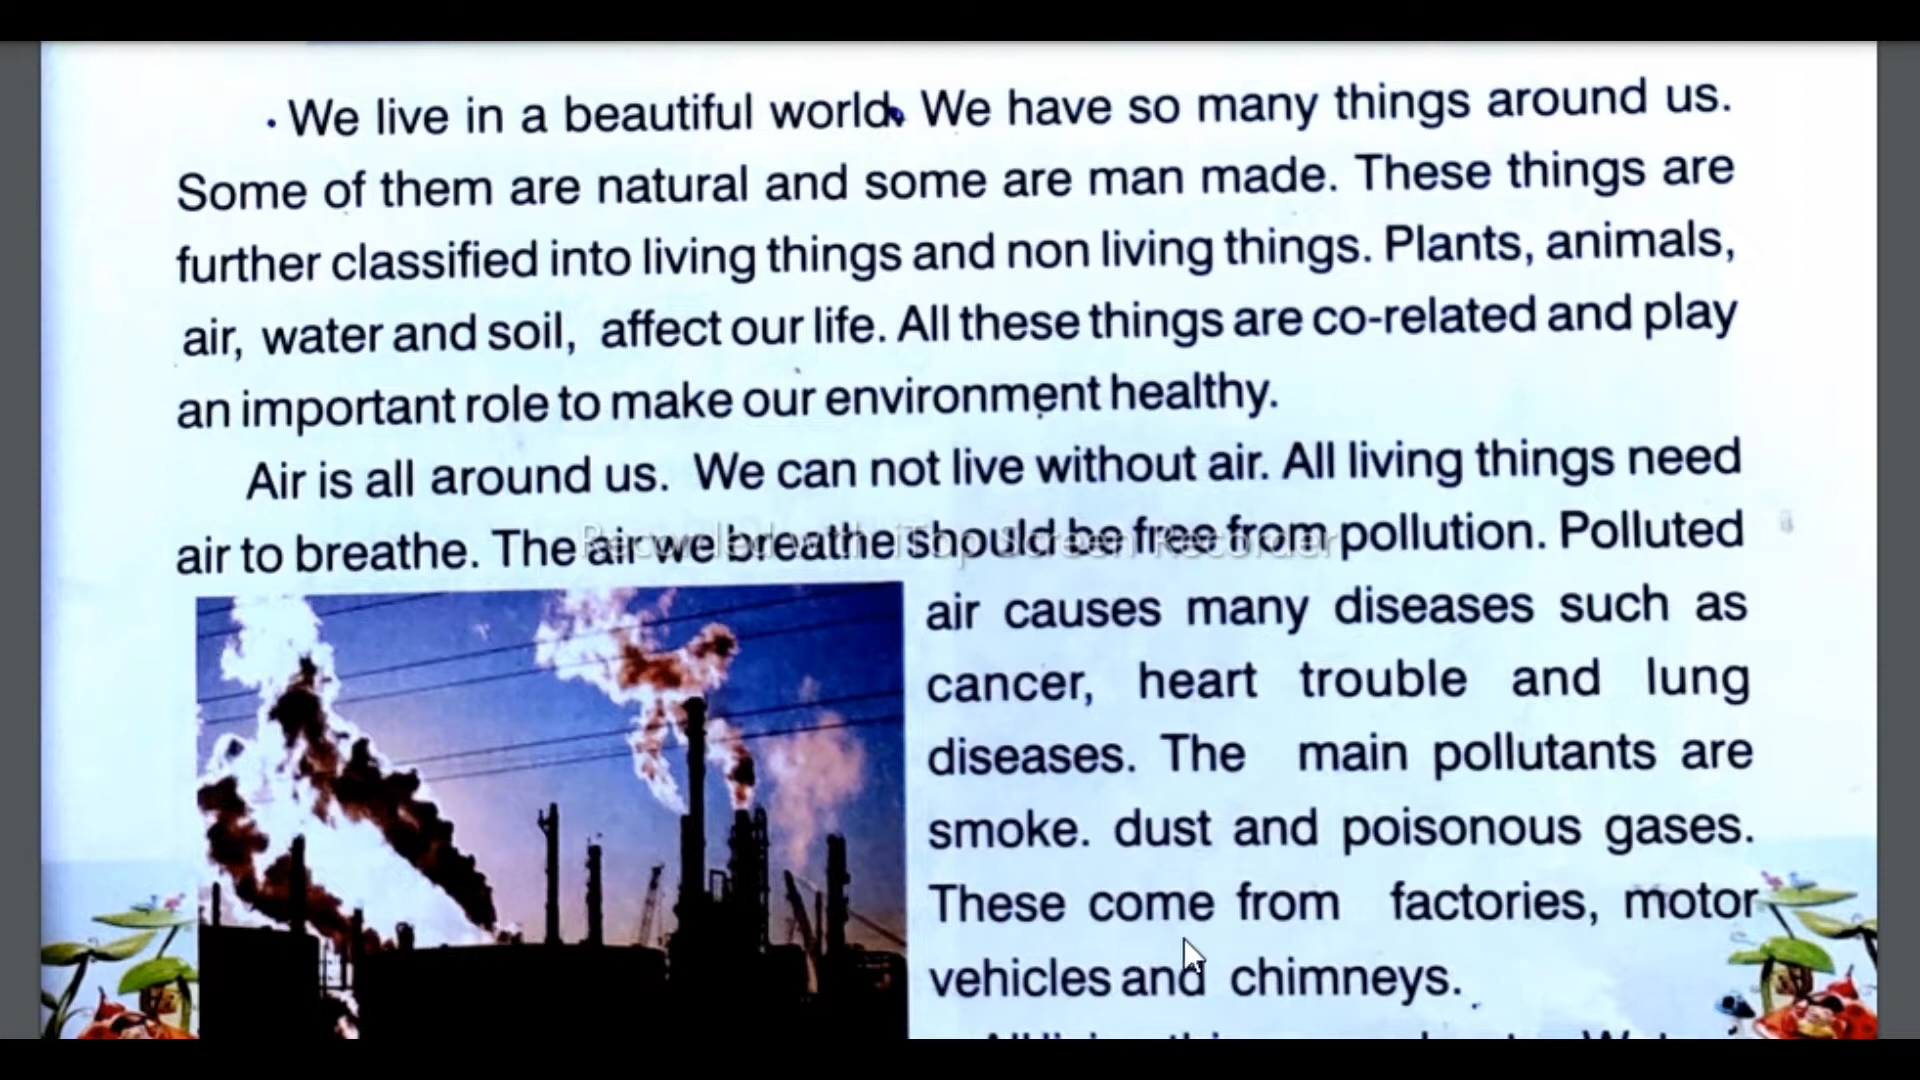 We live in a beautiful world. We have so many things around us.
Some of them are natural and some are man made. These things are
further classified into living things and non living things. Plants, animals,
air, water and soil, affect our life. All these things are co-related and play
an important role to make our environment healthy.
Air is all around us. We can not live without air. All living things need
air to breathe. The air we breathe should be free from pollution. Polluted
Recorded with iTop Screen Recorder
air causes many diseases such as
cancer, heart trouble and lung
diseases. The main pollutants are
smoke. dust and poisonous gases.
These come from factories, motor
vehicles and chimneys.